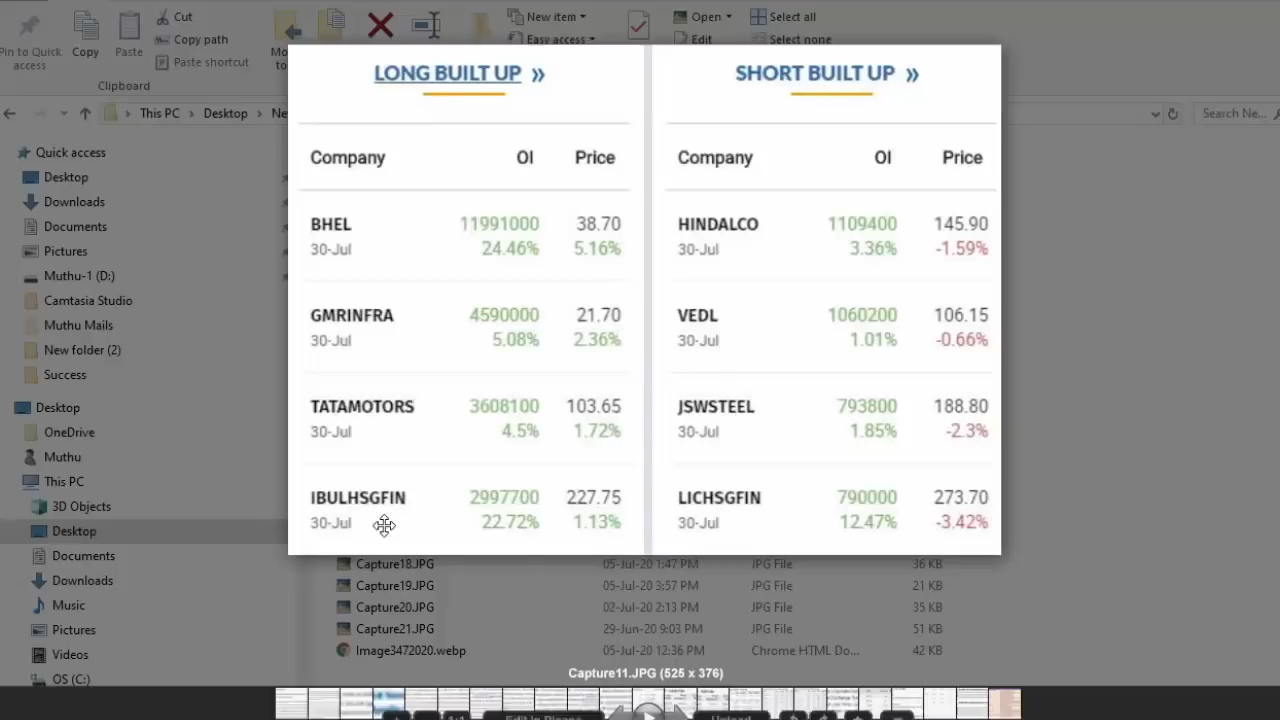 Pin to Quick access
Copy
Paste
Cut
Copy path
Paste shortcut
Clipboard
New item
Easy access
Open
Edit
Select all
Select none
This PC
Desktop
Search Ne...
Quick access
Desktop
Downloads
Documents
Pictures
Muthu-1 (D:)
Camtasia Studio
Muthu Mails
New folder (2)
Success
Desktop
OneDrive
Muthu
This PC
3D Objects
Desktop
Documents
Downloads
Music
Pictures
Videos
OS (C:)
LONG BUILT UP »
Company OI Price
BHEL 11991000 38.70
30-Jul 24.46% 5.16%
GMRINFRA 4590000 21.70
30-Jul 5.08% 2.36%
TATAMOTORS 3608100 103.65
30-Jul 4.5% 1.72%
IBULHSGFIN 2997700 227.75
30-Jul 22.72% 1.13%
SHORT BUILT UP »
Company OI Price
HINDALCO 1109400 145.90
30-Jul 3.36% -1.59%
VEDL 1060200 106.15
30-Jul 1.01% -0.66%
JSWSTEEL 793800 188.80
30-Jul 1.85% -2.3%
LICHSGFIN 790000 273.70
30-Jul 12.47% -3.42%
Capture18.JPG 05-Jul-20 1:47 PM JPG File 36 KB
Capture19.JPG 05-Jul-20 3:57 PM JPG File 21 KB
Capture20.JPG 02-Jul-20 2:13 PM JPG File 35 KB
Capture21.JPG 29-Jun-20 9:03 PM JPG File 51 KB
Image3472020.webp 05-Jul-20 12:36 PM Chrome HTML Do... 42 KB
Capture11.JPG (525 x 376)